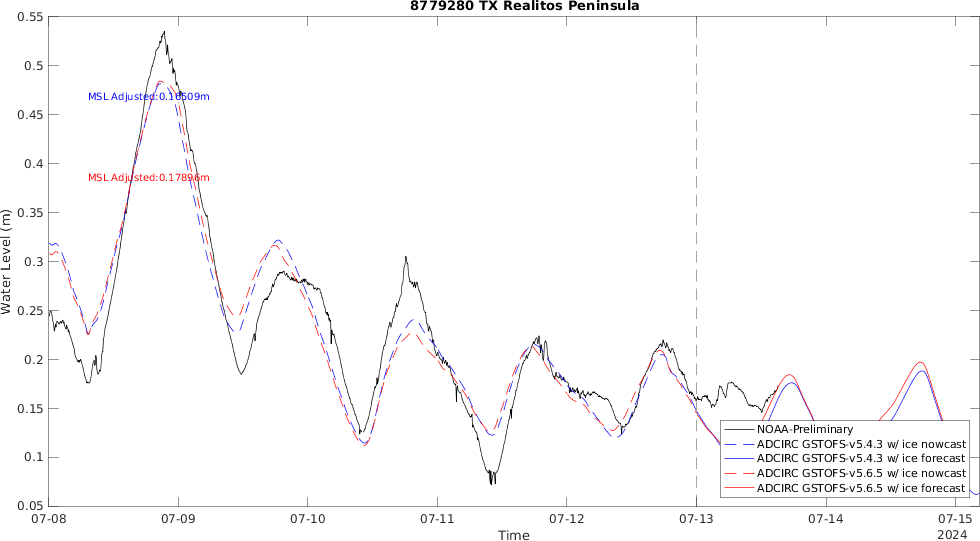 8779280 TX Realitos Peninsula
0.55
0.5
0.45
0.4
0.35
0.3
0.25
0.2
0.15
0.1
0.05
Water Level (m)
MSL Adjusted:0.16509m
MSL Adjusted:0.17896m
NOAA-Preliminary
ADCIRC GSTOFS-v5.4.3 w/ ice nowcast
ADCIRC GSTOFS-v5.4.3 w/ ice forecast
ADCIRC GSTOFS-v5.6.5 w/ ice nowcast
ADCIRC GSTOFS-v5.6.5 w/ ice forecast
07-08 07-09 07-10 07-11 07-12 07-13 07-14 07-15
Time
2024